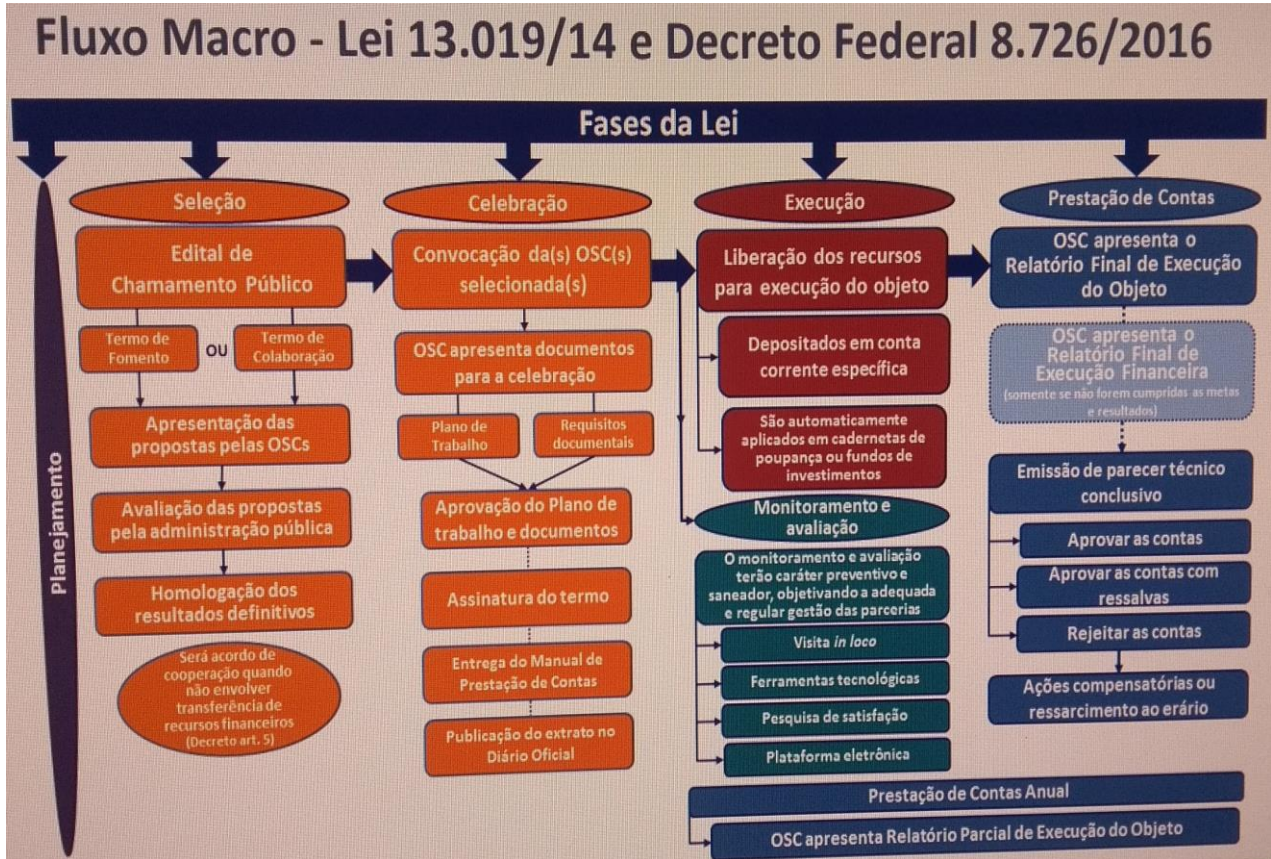 Fluxo Macro - Lei 13.019/14 e Decreto Federal 8.726/2016
Fases da Lei
Planejamento
Seleção
Edital de
Chamamento Público
Termo de
Fomento
OU
Termo de
Colaboração
Apresentação das
propostas pelas OSCs
Avaliação das propostas
pela administração pública
Homologação dos
resultados definitivos
Será acordo de
cooperação quando
não envolver
transferência de
recursos financeiros
(Decreto art. 5)
Celebração
Convocação da(s) OSC(s)
selecionada(s)
OSC apresenta documentos
para a celebração
Plano de
Trabalho
Requisitos
documentais
Aprovação do Plano de
trabalho e documentos
Assinatura do termo
Entrega do Manual de
Prestação de Contas
Publicação do extrato no
Diário Oficial
Execução
Liberação dos recursos
para execução do objeto
Depositados em conta
corrente específica
São automaticamente
aplicados em cadernetas de
poupança ou fundos de
investimentos
Monitoramento e
avaliação
O monitoramento e avaliação
terão caráter preventivo e
saneador, objetivando a adequada
e regular gestão das parcerias
Visita in loco
Ferramentas tecnológicas
Pesquisa de satisfação
Plataforma eletrônica
Prestação de Contas
OSC apresenta o
Relatório Final de Execução
do Objeto
OSC apresenta o
Relatório Final de
Execução Financeira
(somente se não forem cumpridas as metas
e resultados)
Emissão de parecer técnico
conclusivo
Aprovar as contas
Aprovar as contas com
ressalvas
Rejeitar as contas
Ações compensatórias ou
ressarcimento ao erário
Prestação de Contas Anual
OSC apresenta Relatório Parcial de Execução do Objeto